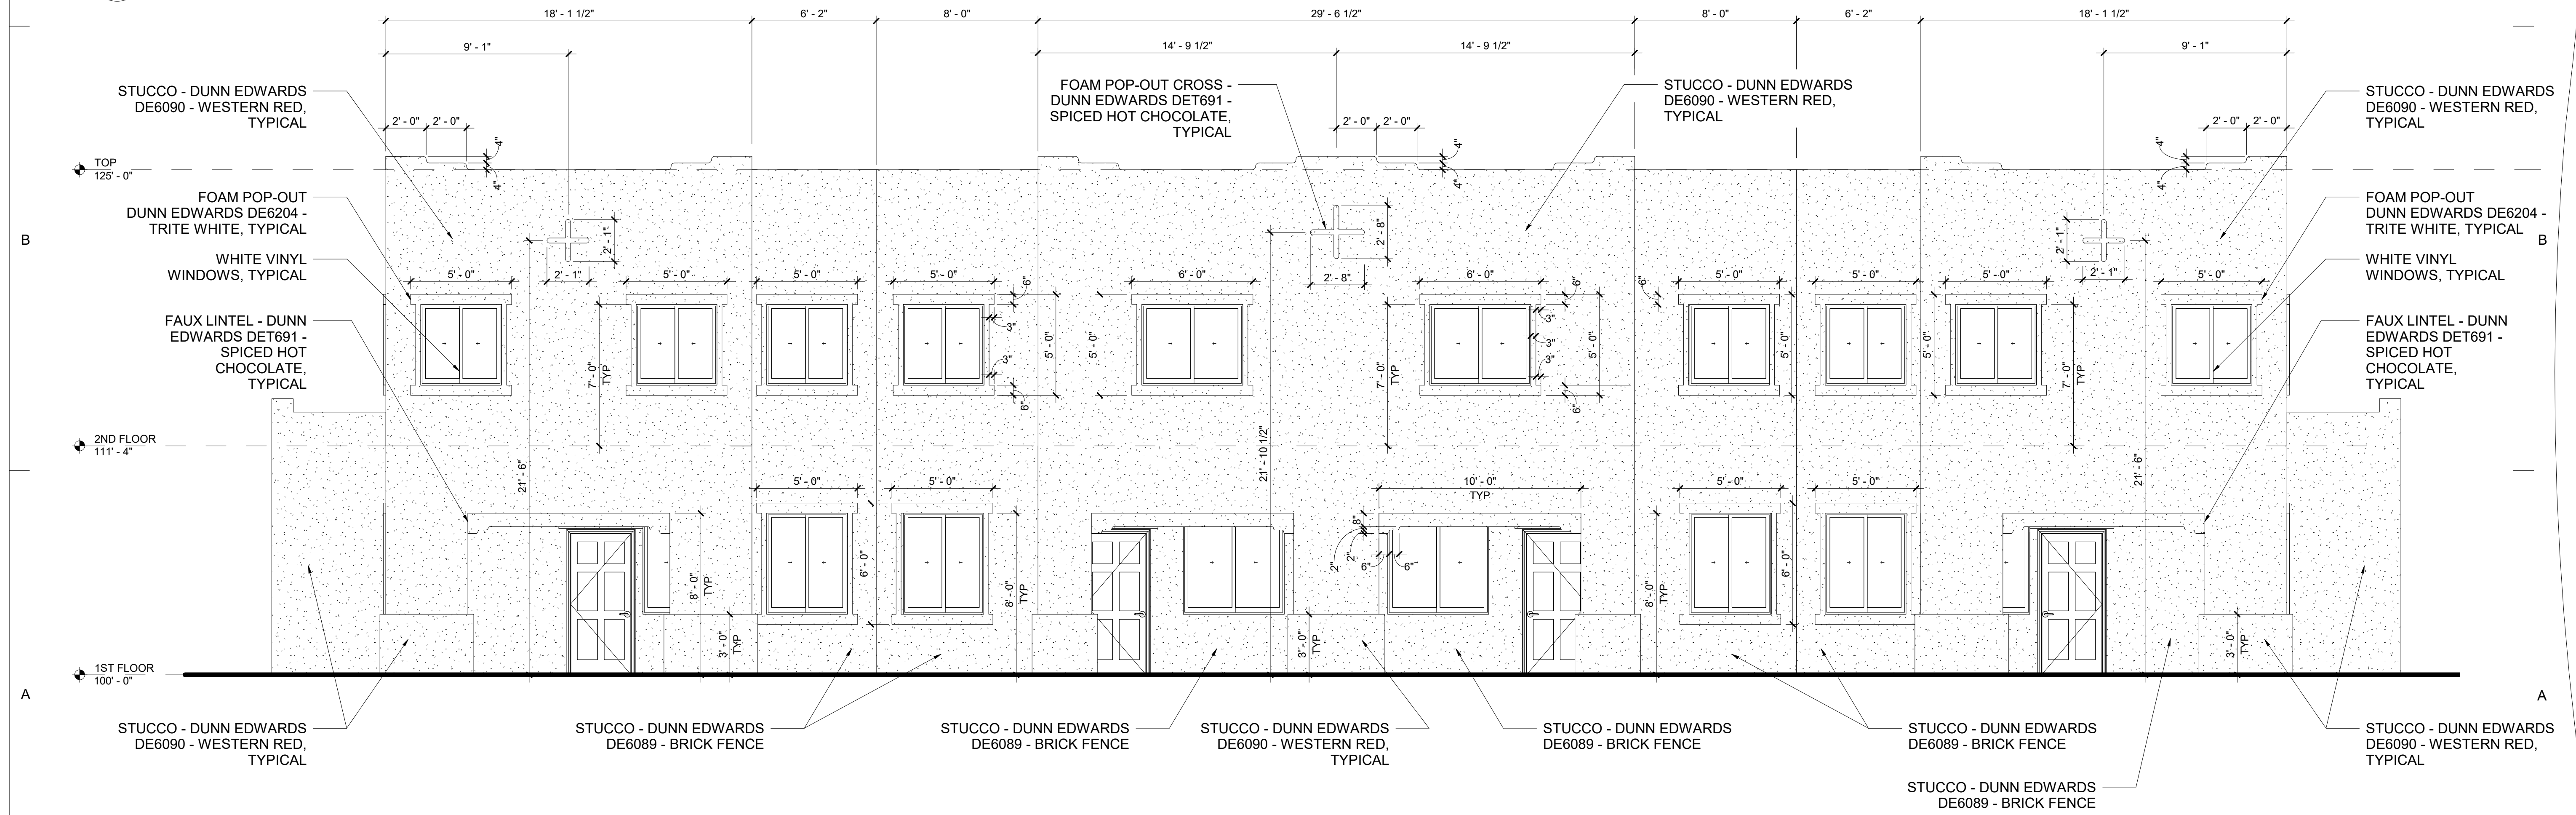 18' - 1 1/2"
6' - 2"
8' - 0"
29' - 6 1/2"
8' - 0"
6' - 2"
18' - 1 1/2"
9' - 1"
14' - 9 1/2"
14' - 9 1/2"
9' - 1"
STUCCO - DUNN EDWARDS
DE6090 - WESTERN RED,
TYPICAL
FOAM POP-OUT CROSS -
DUNN EDWARDS DET691 -
SPICED HOT CHOCOLATE,
TYPICAL
STUCCO - DUNN EDWARDS
DE6090 - WESTERN RED,
TYPICAL
STUCCO - DUNN EDWARDS
DE6090 - WESTERN RED,
TYPICAL
2' - 0"
2' - 0"
4"
4"
2' - 0"
2' - 0"
4"
4"
2' - 0"
2' - 0"
4"
4"
TOP
125' - 0"
FOAM POP-OUT
DUNN EDWARDS DE6204 -
TRITE WHITE, TYPICAL
FOAM POP-OUT
DUNN EDWARDS DE6204 -
TRITE WHITE, TYPICAL
B
B
2' - 1"
2' - 1"
2' - 8"
2' - 8"
2' - 1"
2' - 1"
WHITE VINYL
WINDOWS, TYPICAL
WHITE VINYL
WINDOWS, TYPICAL
5' - 0"
5' - 0"
5' - 0"
5' - 0"
6' - 0"
6' - 0"
5' - 0"
5' - 0"
5' - 0"
5' - 0"
6"
3"
3"
6"
5' - 0"
5' - 0"
6"
3"
3"
3"
6"
5' - 0"
6"
5' - 0"
5' - 0"
7' - 0"
TYP
7' - 0"
TYP
7' - 0"
TYP
FAUX LINTEL - DUNN
EDWARDS DET691 -
SPICED HOT
CHOCOLATE,
TYPICAL
FAUX LINTEL - DUNN
EDWARDS DET691 -
SPICED HOT
CHOCOLATE,
TYPICAL
2ND FLOOR
111' - 4"
21' - 6"
21' - 10 1/2"
21' - 6"
5' - 0"
5' - 0"
10' - 0"
TYP
5' - 0"
5' - 0"
8' - 0"
TYP
6' - 0"
8' - 0"
TYP
8"
2"
2"
6"
6"
8' - 0"
TYP
6' - 0"
3' - 0"
TYP
3' - 0"
TYP
3' - 0"
TYP
1ST FLOOR
100' - 0"
A
A
STUCCO - DUNN EDWARDS
DE6090 - WESTERN RED,
TYPICAL
STUCCO - DUNN EDWARDS
DE6089 - BRICK FENCE
STUCCO - DUNN EDWARDS
DE6089 - BRICK FENCE
STUCCO - DUNN EDWARDS
DE6090 - WESTERN RED,
TYPICAL
STUCCO - DUNN EDWARDS
DE6089 - BRICK FENCE
STUCCO - DUNN EDWARDS
DE6089 - BRICK FENCE
STUCCO - DUNN EDWARDS
DE6090 - WESTERN RED,
TYPICAL
STUCCO - DUNN EDWARDS
DE6089 - BRICK FENCE